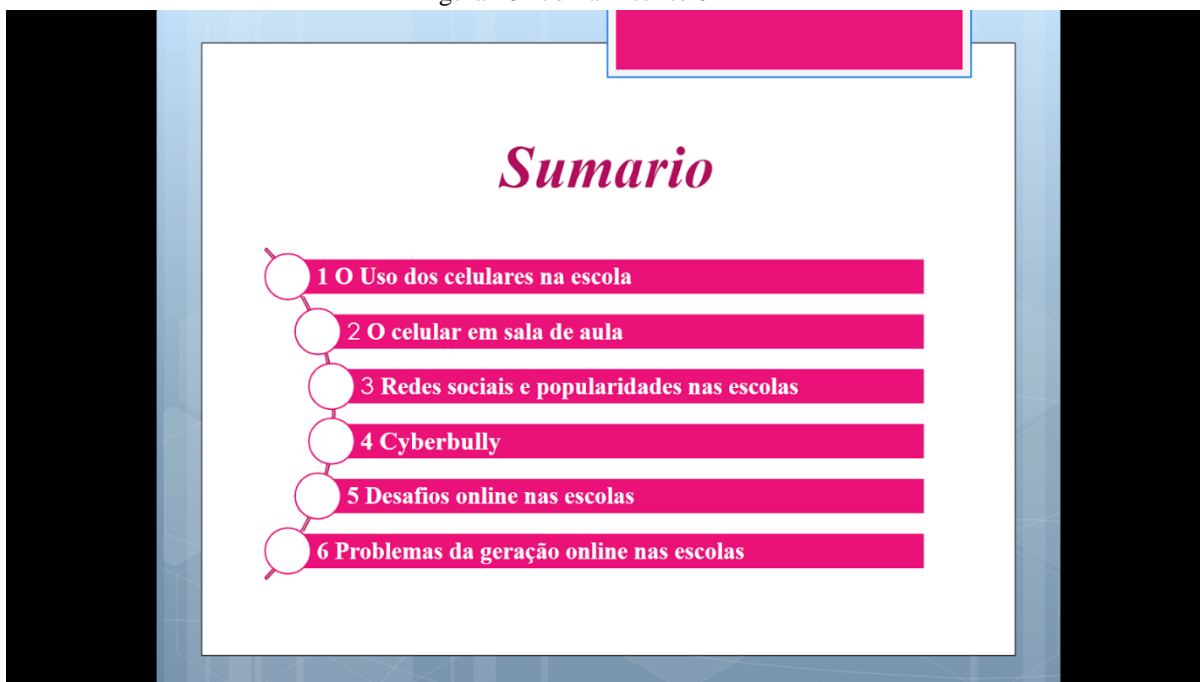 Sumario
1 O Uso dos celulares na escola
2 O celular em sala de aula
3 Redes sociais e popularidades nas escolas
4 Cyberbully
5 Desafios online nas escolas
6 Problemas da geração online nas escolas